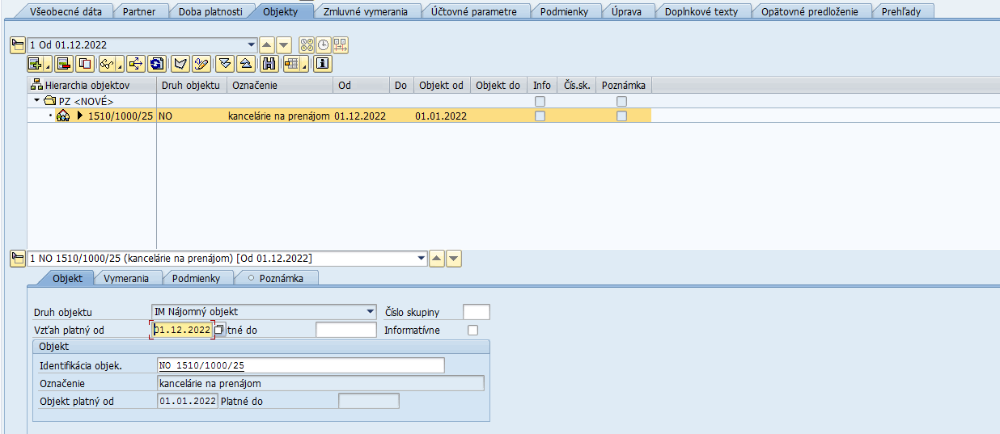 Všeobecné dáta Partner Doba platnosti Objekty Zmluvné vymerania Účtovné parametre Podmienky Úprava Doplnkové texty Opätovné predloženie Prehľady
1 Od 01.12.2022
Hierarchia objektov Druh objektu Označenie Od Do Objekt od Objekt do Info Čís.sk. Poznámka
PZ <NOVÉ>
1510/1000/25 NO kancelárie na prenájom 01.12.2022 01.01.2022
1 NO 1510/1000/25 (kancelárie na prenájom) [Od 01.12.2022]
Objekt Vymerania Podmienky Poznámka
Druh objektu IM Nájomný objekt Číslo skupiny
Vzťah platný od 01.12.2022 tné do Informatívne
Objekt
Identifikácia objek. NO 1510/1000/25
Označenie kancelárie na prenájom
Objekt platný od 01.01.2022 Platné do